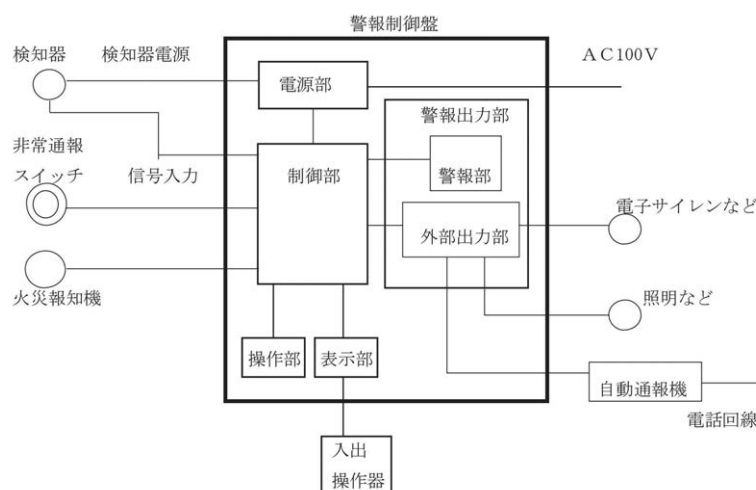 警報制御盤
検知器
検知器電源
ＡＣ100Ｖ
電源部
警報出力部
非常通報
スイッチ
信号入力
制御部
警報部
外部出力部
電子サイレンなど
火災報知機
照明など
操作部
表示部
自動通報機
電話回線
入出
操作器